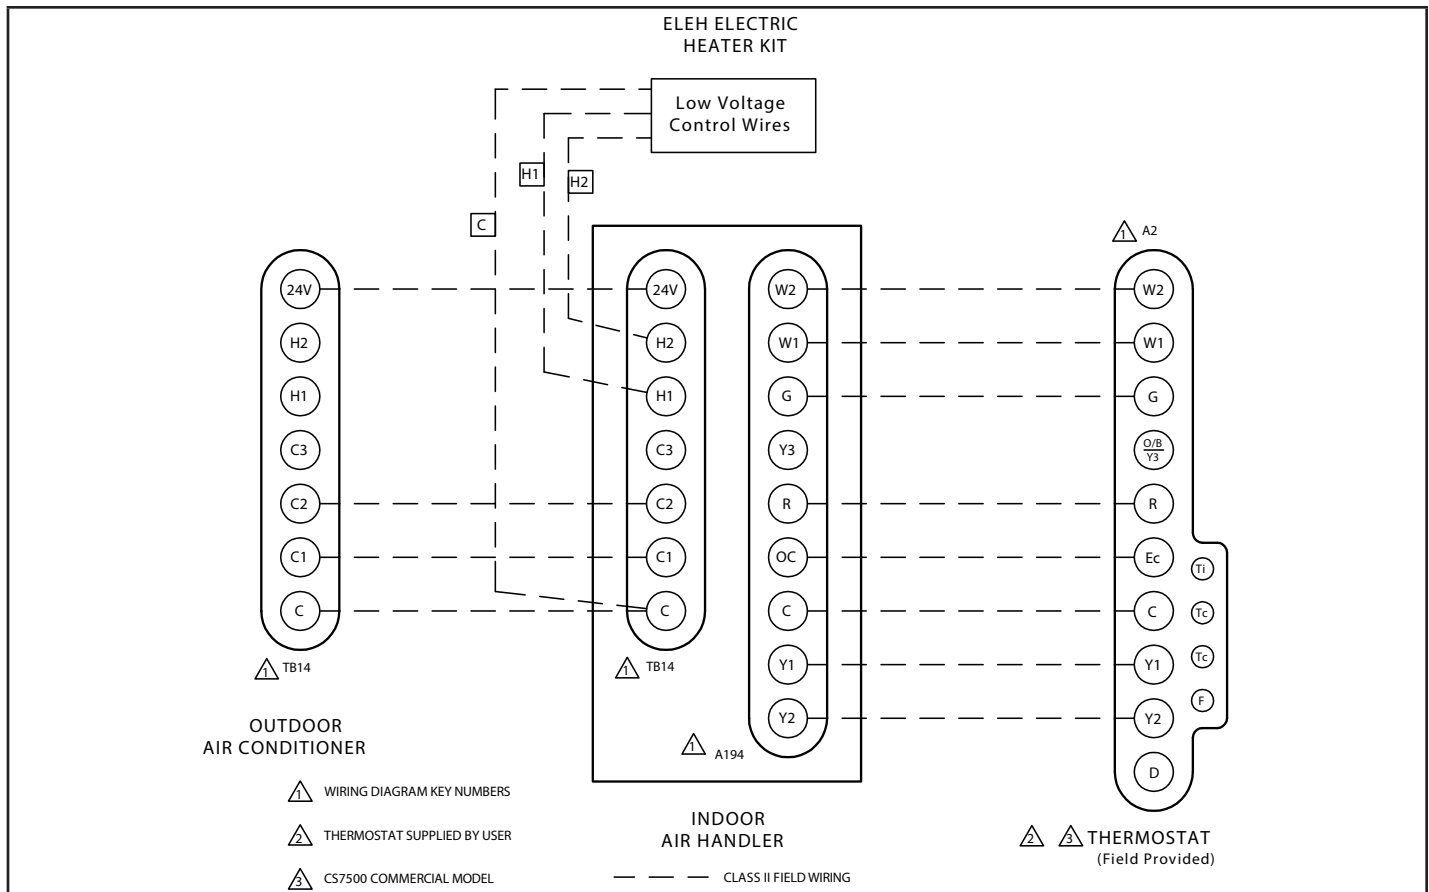 ELEH ELECTRIC
HEATER KIT
Low Voltage
Control Wires
H1
H2
C
1 A2
24V
H2
H1
C3
C2
C1
C
1 TB14
24V
H2
H1
C3
C2
C1
C
1 TB14
W2
W1
G
Y3
R
OC
C
Y1
Y2
1 A194
W2
W1
G
O/B
Y3
R
Ec
C
Y1
Y2
D
Ti
Tc
Tc
F
OUTDOOR
AIR CONDITIONER
1 WIRING DIAGRAM KEY NUMBERS
2 THERMOSTAT SUPPLIED BY USER
3 CS7500 COMMERCIAL MODEL
INDOOR
AIR HANDLER
CLASS II FIELD WIRING
2 3 THERMOSTAT
(Field Provided)